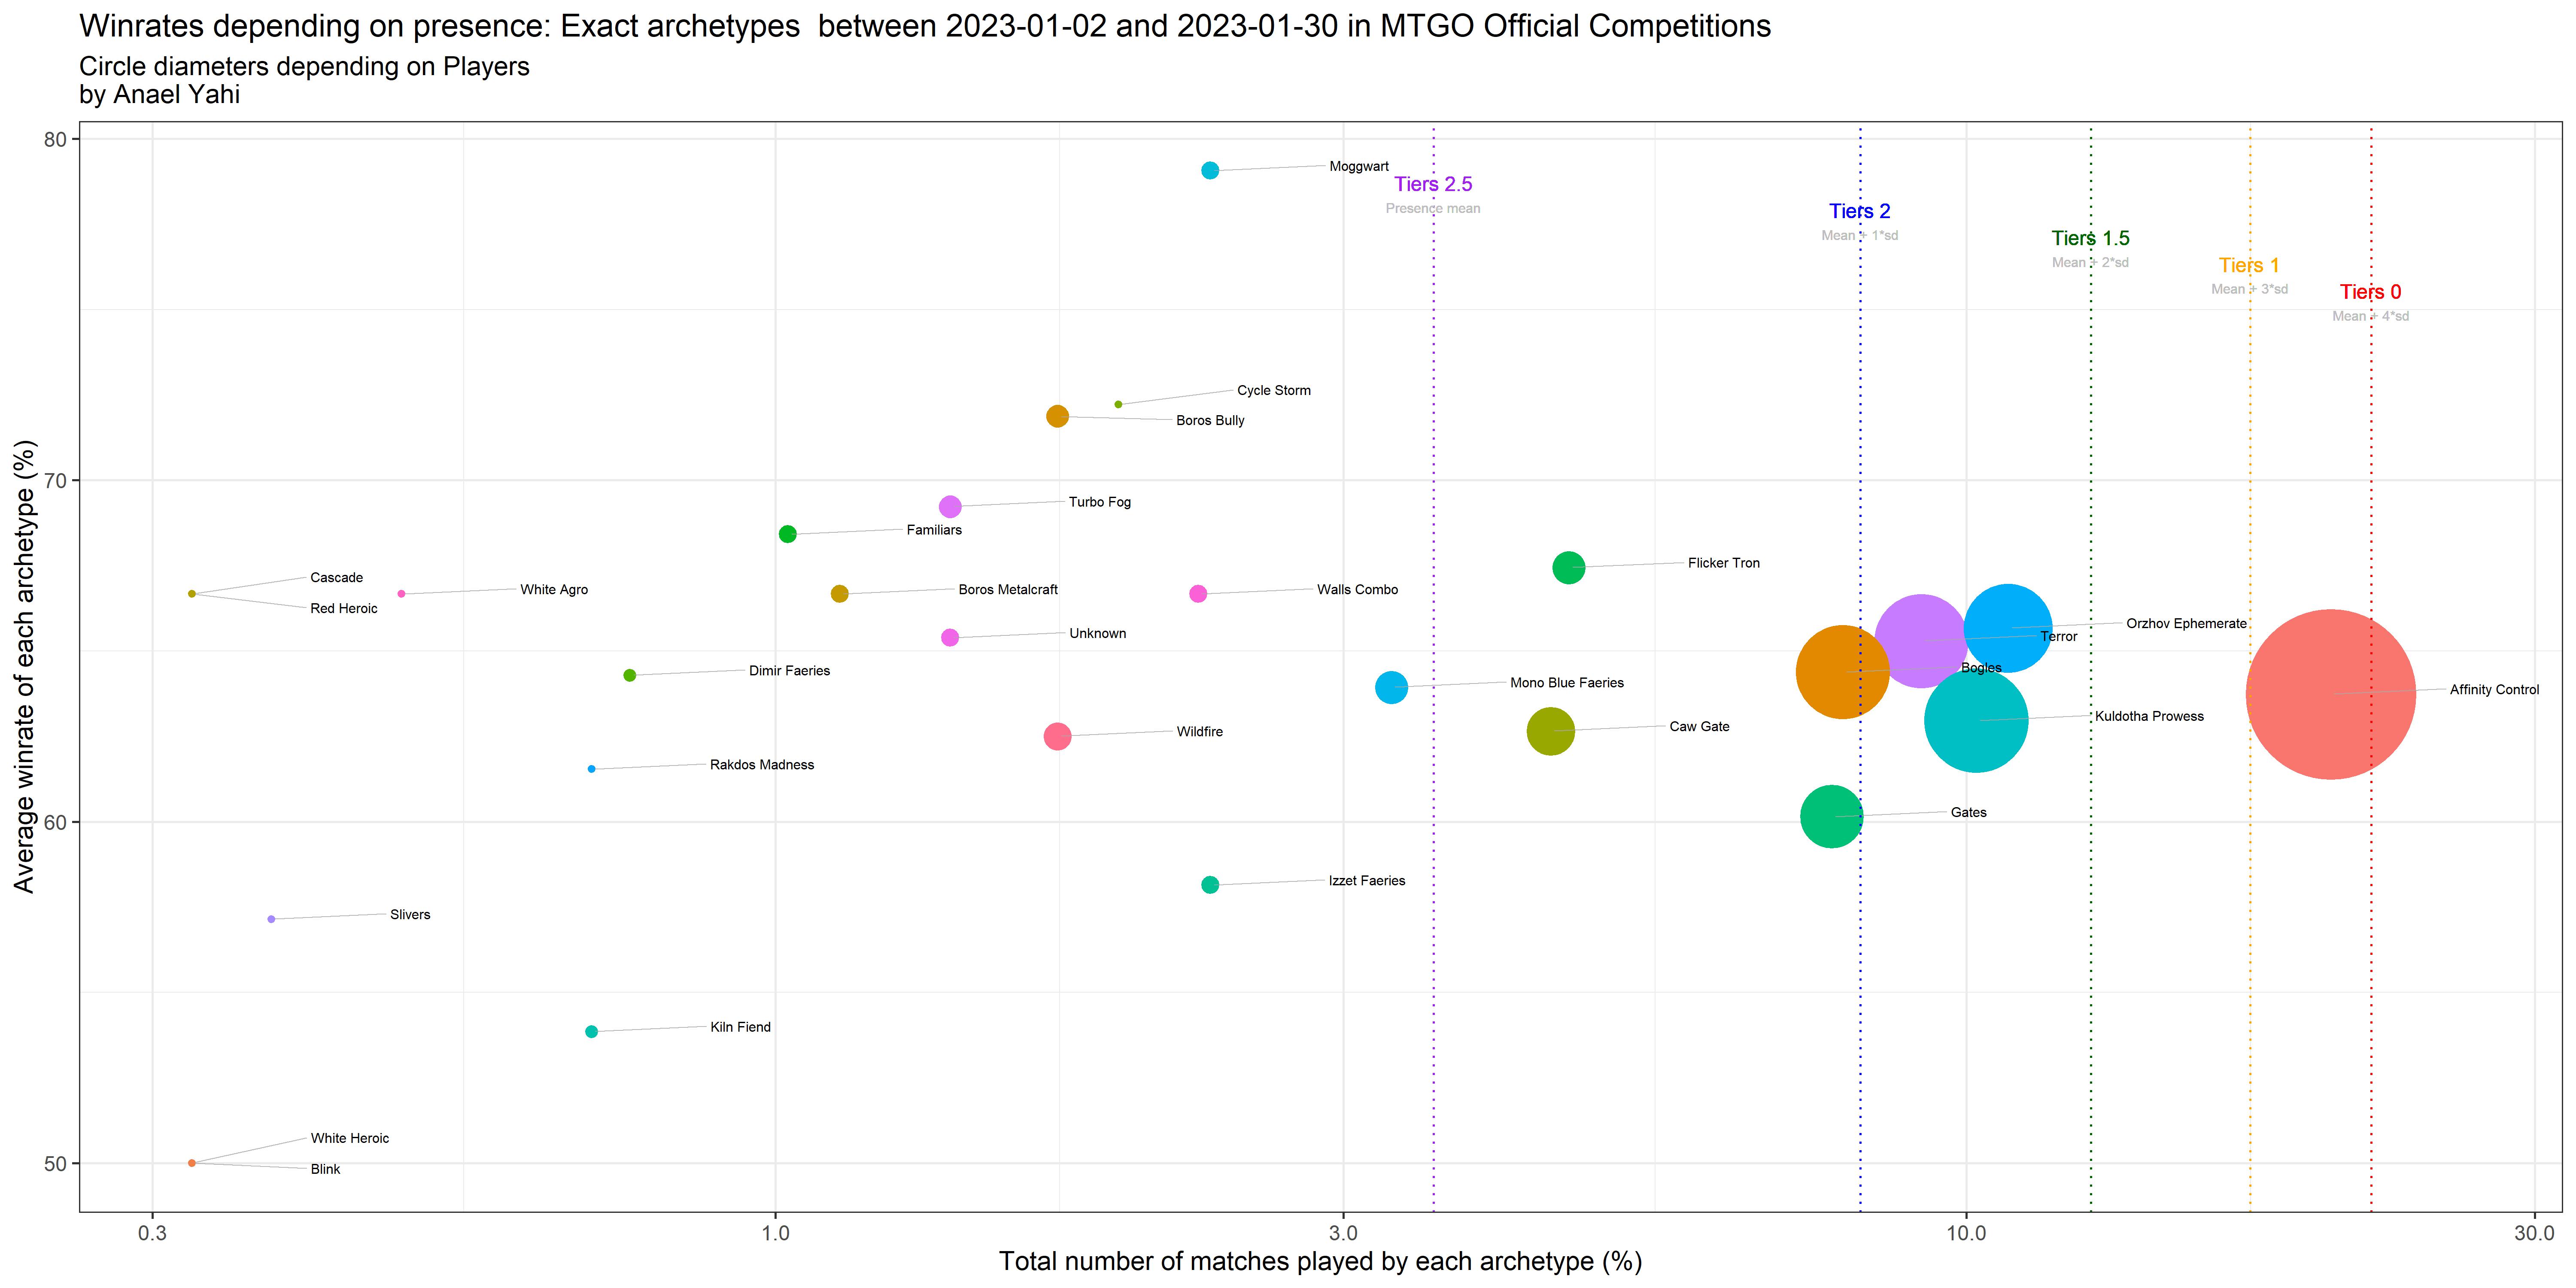 Winrates depending on presence: Exact archetypes  between 2023-01-02 and 2023-01-30 in MTGO Official Competitions
Circle diameters depending on Players
by Anael Yahi
80
70
60
50
Average winrate of each archetype (%)
Moggwart
Tiers 2.5
Presence mean
Tiers 2
Mean + 1*sd
Tiers 1.5
Mean + 2*sd
Tiers 1
Mean + 3*sd
Tiers 0
Mean + 4*sd
Cycle Storm
Boros Bully
Turbo Fog
Familiars
Flicker Tron
Cascade
Red Heroic
White Agro
Boros Metalcraft
Walls Combo
Unknown
Orzhov Ephemerate
Terror
Bogles
Dimir Faeries
Mono Blue Faeries
Affinity Control
Kuldotha Prowess
Wildfire
Caw Gate
Rakdos Madness
Gates
Izzet Faeries
Slivers
Kiln Fiend
White Heroic
Blink
0.3
1.0
3.0
10.0
30.0
Total number of matches played by each archetype (%)